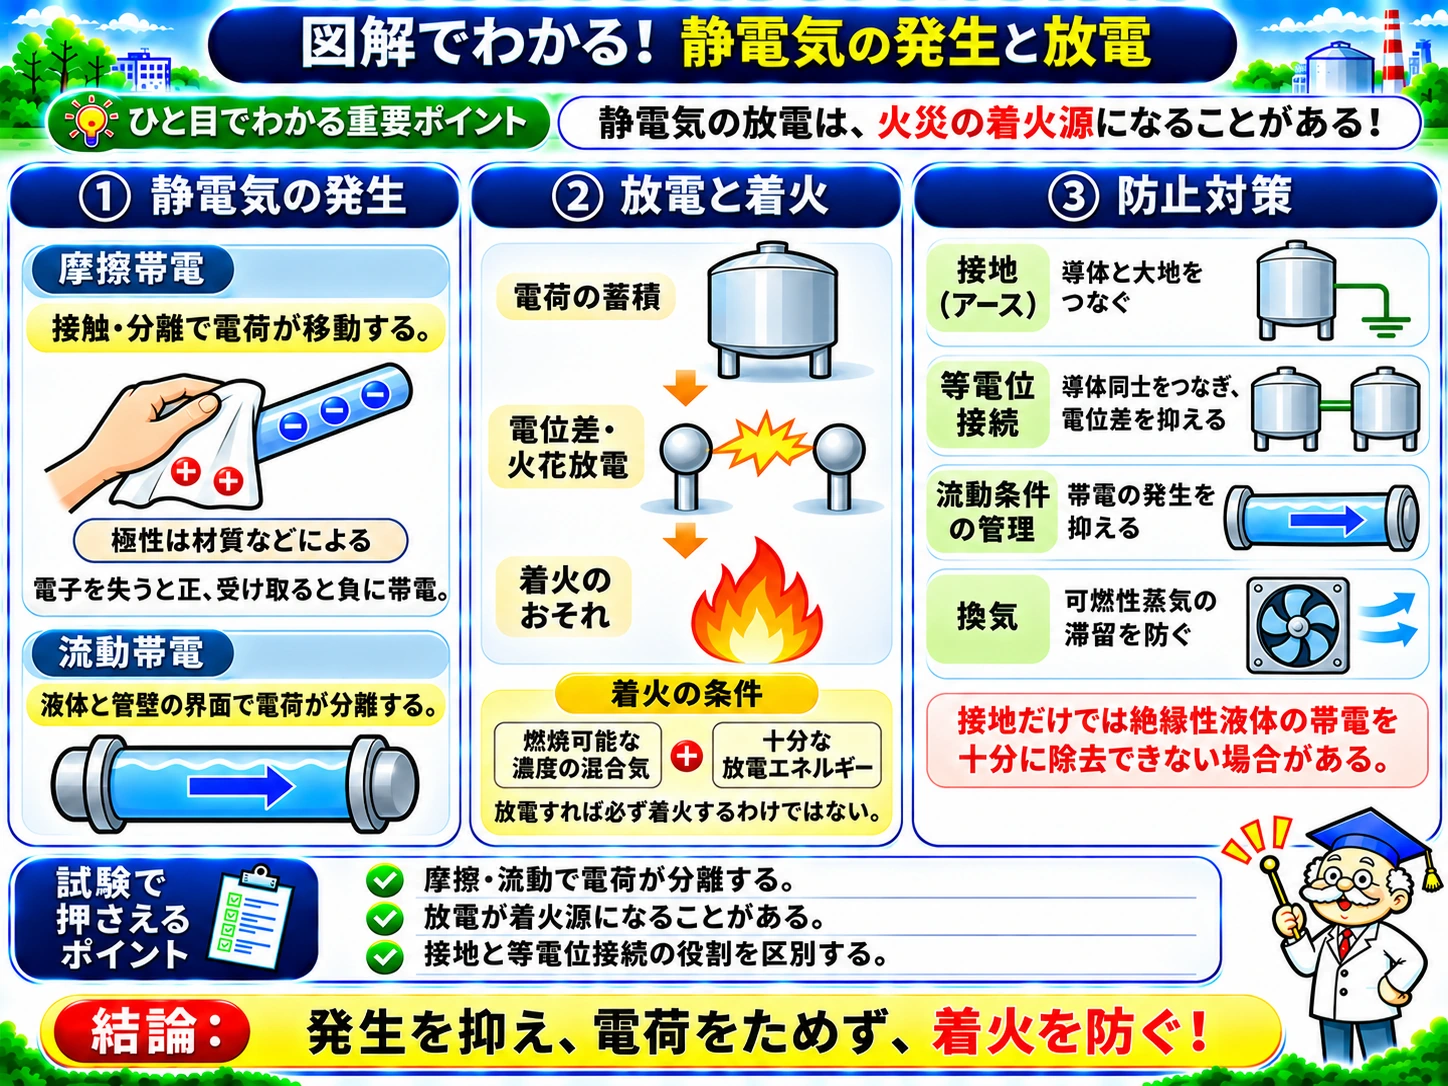 図解でわかる！ 静電気の発生と放電
ひと目でわかる重要ポイント
静電気の放電は、火災の着火源になることがある！
① 静電気の発生
摩擦帯電
接触・分離で電荷が移動する。
極性は材質などによる
電子を失うと正、受け取ると負に帯電。
流動帯電
液体と管壁の界面で電荷が分離する。
② 放電と着火
電荷の蓄積
電位差・
火花放電
着火の
おそれ
着火の条件
燃焼可能な
濃度の混合気
十分な
放電エネルギー
放電すれば必ず着火するわけではない。
③ 防止対策
接地
（アース）
導体と大地を
つなぐ
等電位
接続
導体同士をつなぎ、
電位差を抑える
流動条件
の管理
帯電の発生を
抑える
換気
可燃性蒸気の
滞留を防ぐ
接地だけでは絶縁性液体の帯電を
十分に除去できない場合がある。
試験で
押さえる
ポイント
摩擦・流動で電荷が分離する。
放電が着火源になることがある。
接地と等電位接続の役割を区別する。
結論：
発生を抑え、電荷をためず、着火を防ぐ！